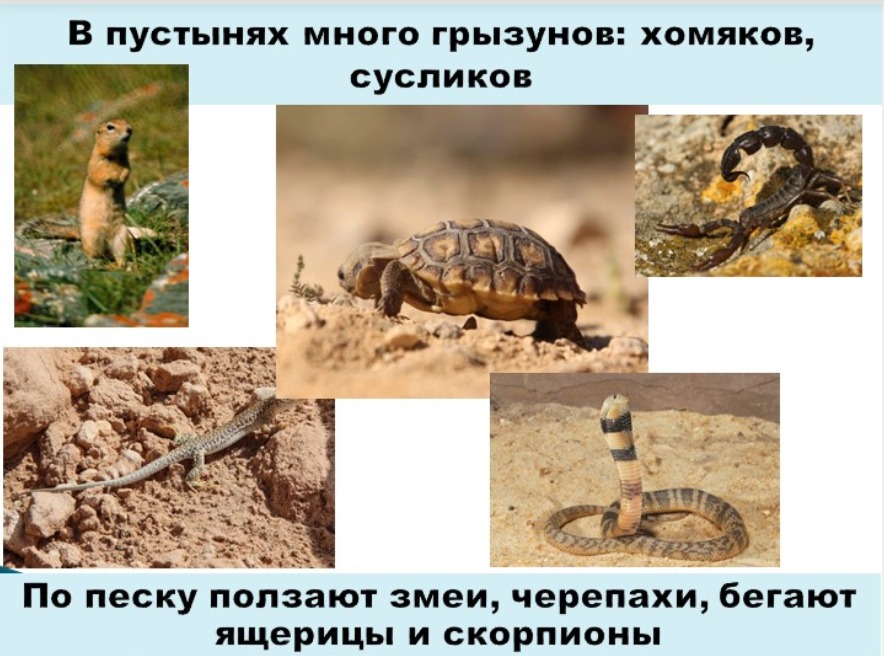 В пустынях много грызунов: хомяков,
сусликов
По песку ползают змеи, черепахи, бегают
ящерицы и скорпионы